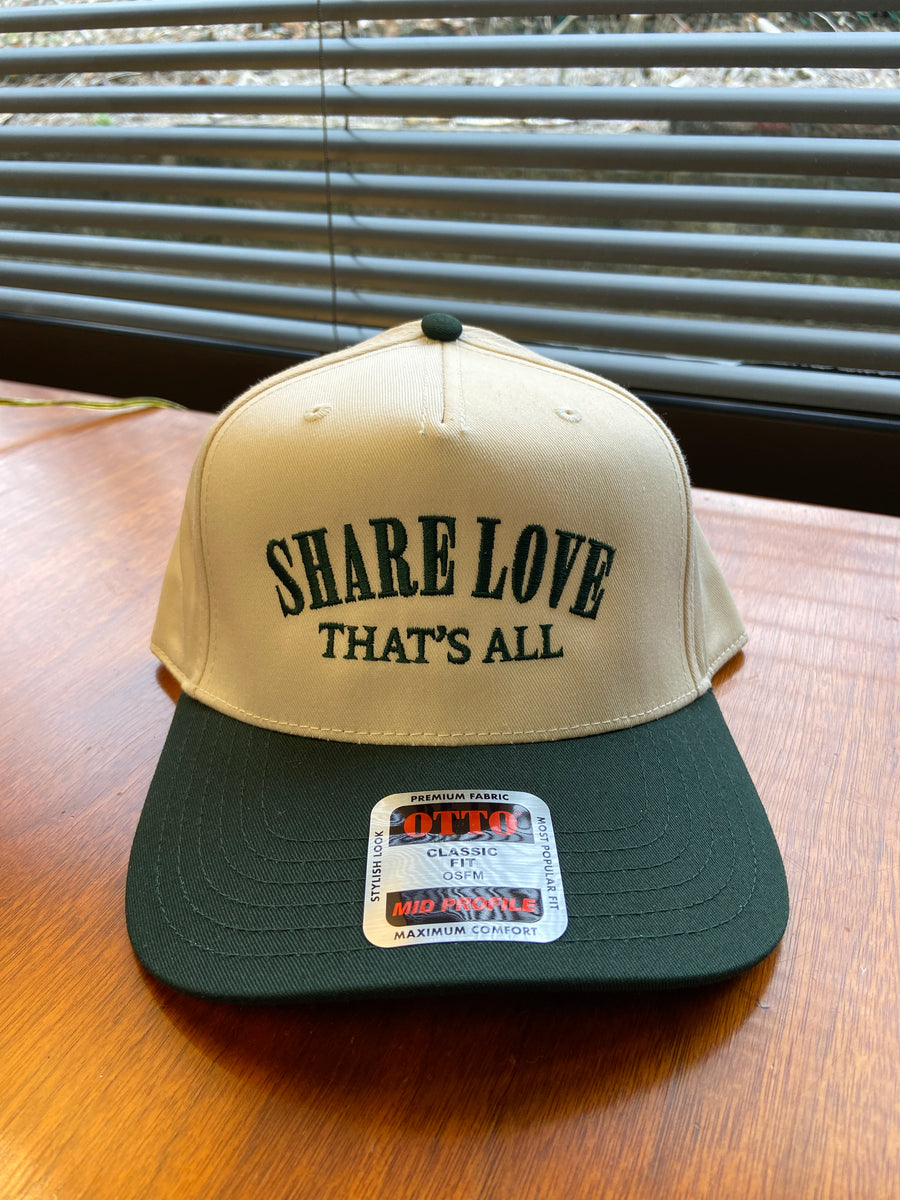 SHARE LOVE
THAT'S ALL
PREMIUM FABRIC
STYLISH LOOK
OTTO
CLASSIC
FIT
OSFM
MID PROFILE
MOST POPULAR FIT
MAXIMUM COMFORT